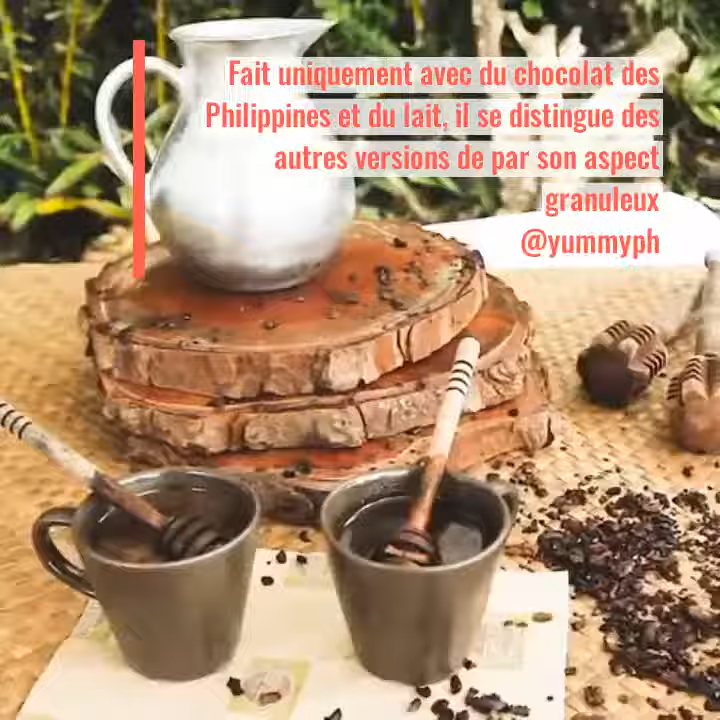 Fait uniquement avec du chocolat des
Philippines et du lait, il se distingue des
autres versions de par son aspect
granuleux
@yummyph